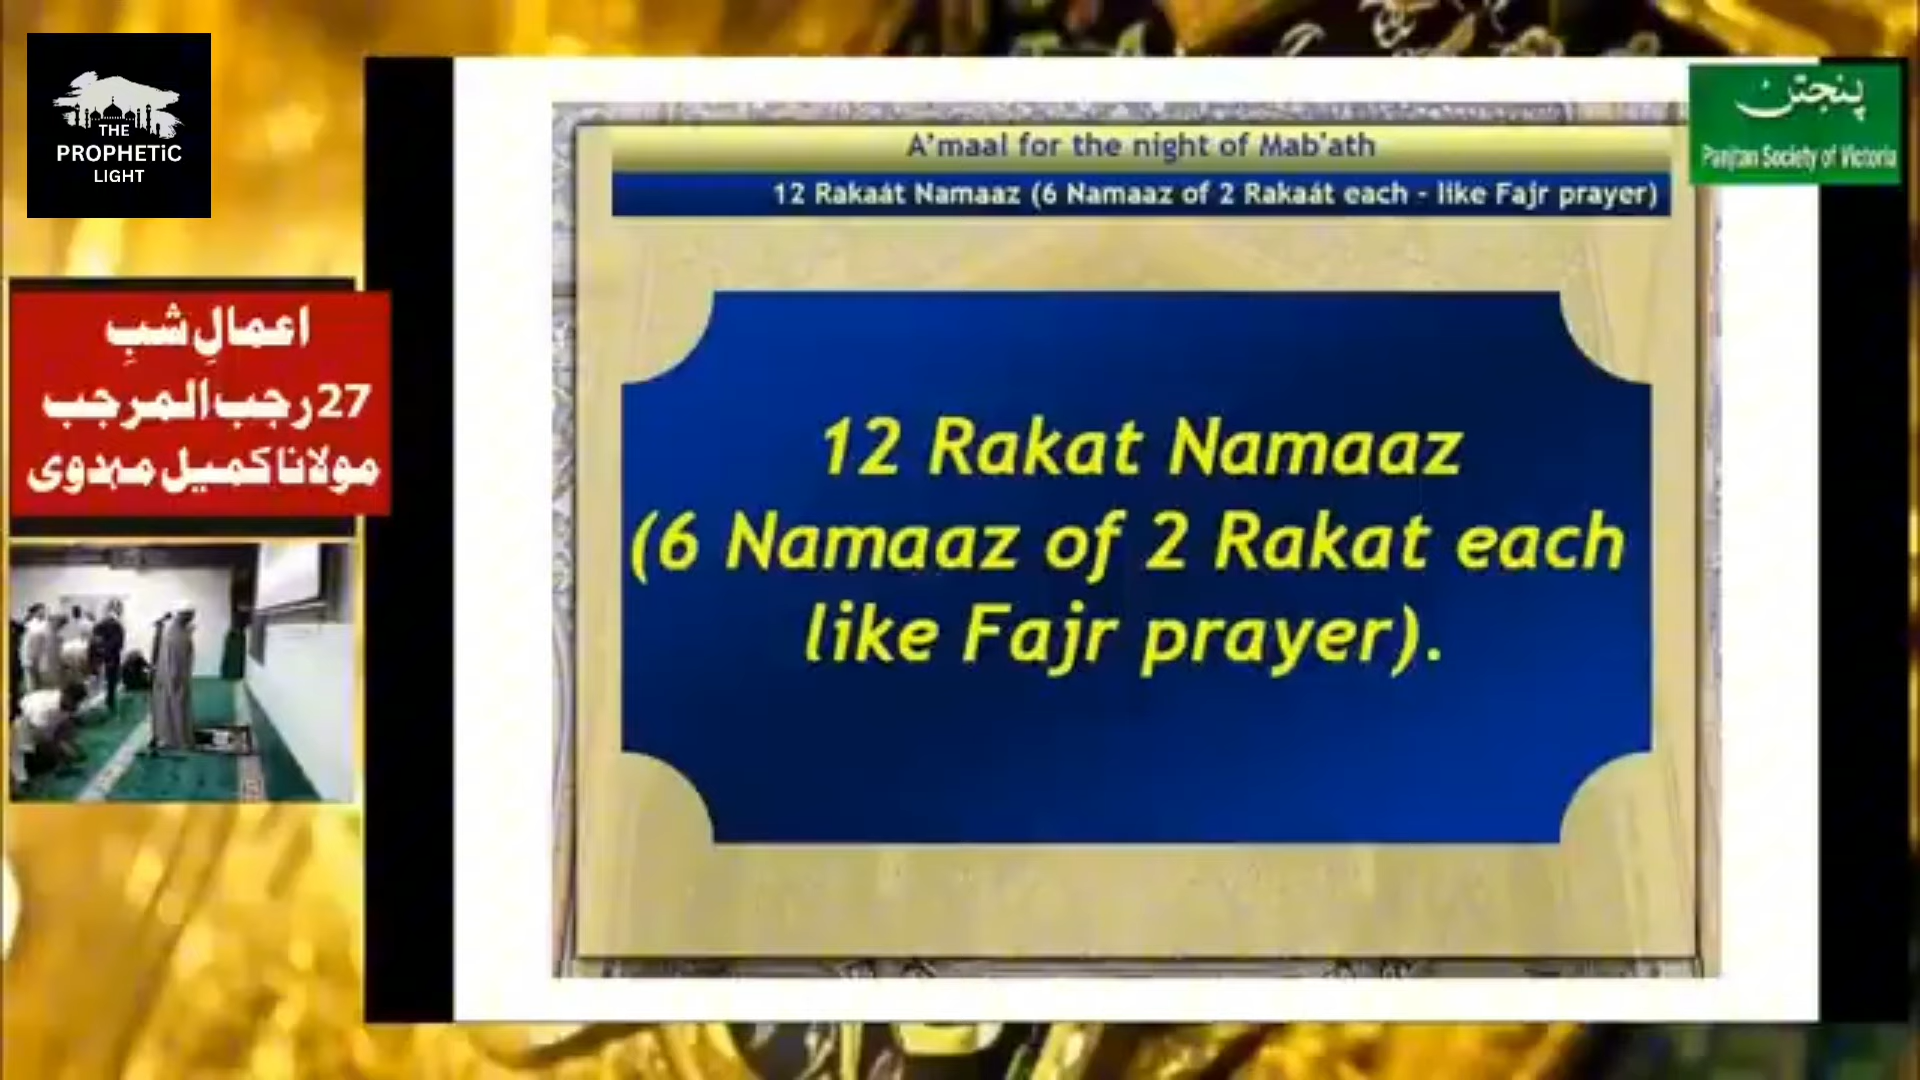 THE
PROPHETiC
LIGHT
پنجتن
Panjtan Society of Victoria
A'maal for the night of Mab'ath
12 Rakaát Namaaz (6 Namaaz of 2 Rakaát each - like Fajr prayer)
اعمالِ شبِ
27 رجب المرجب
مولانا کمیل مہدوی
12 Rakat Namaaz
(6 Namaaz of 2 Rakat each
like Fajr prayer).